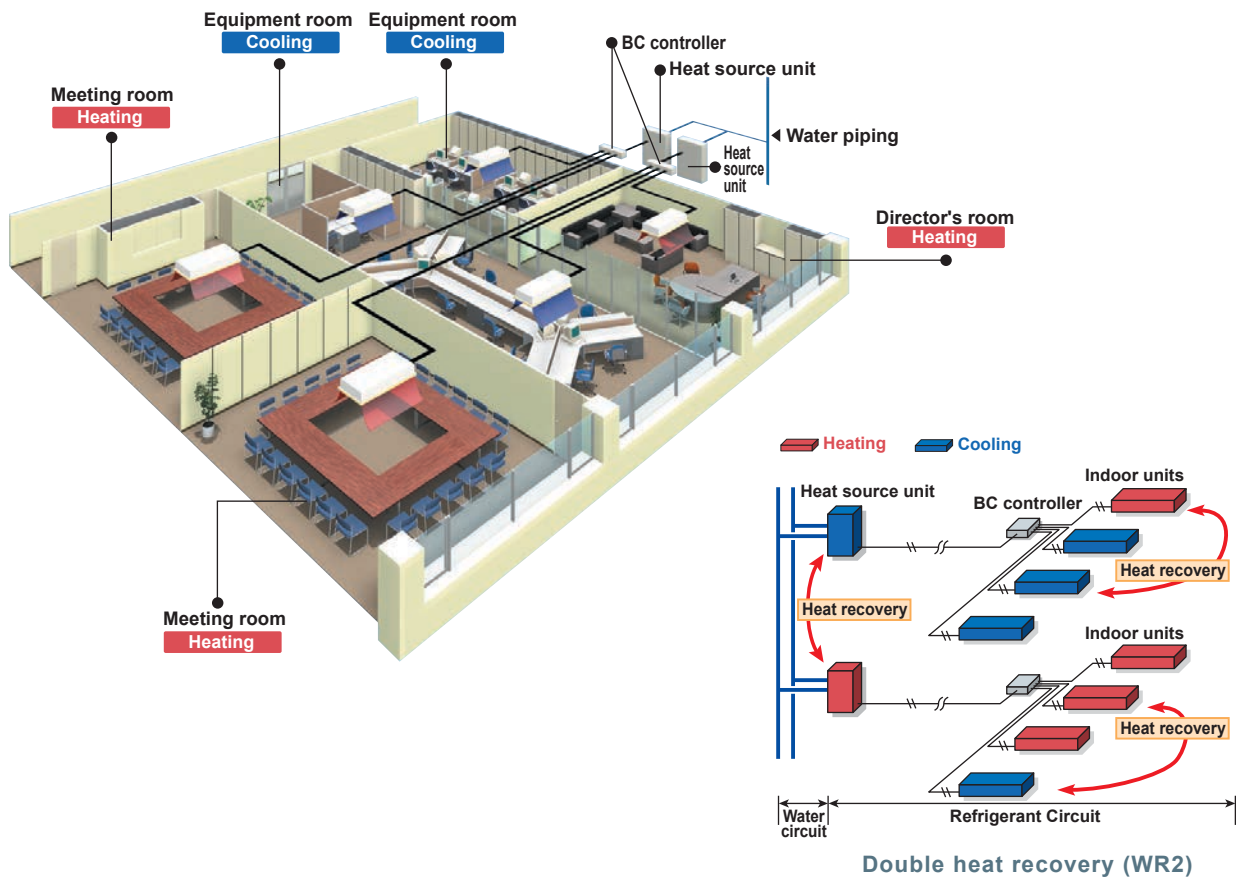 Equipment room
Cooling
Equipment room
Cooling
BC controller
Heat source unit
Meeting room
Heating
Water piping
Heat
source
unit
Director's room
Heating
Meeting room
Heating
Heating
Cooling
Indoor units
Heat source unit
BC controller
Heat recovery
Heat recovery
Indoor units
Heat recovery
Water
circuit
Refrigerant Circuit
Double heat recovery (WR2)